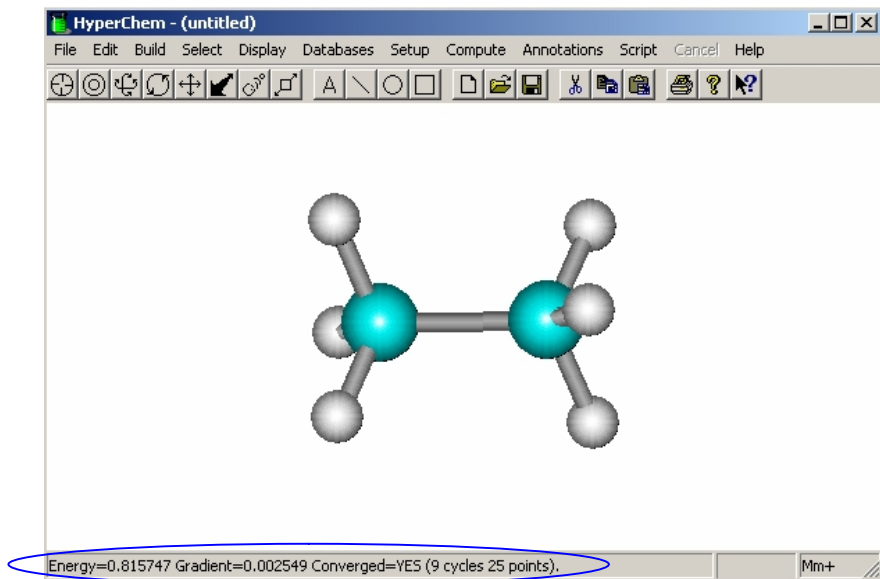 HyperChem - (untitled)
File Edit Build Select Display Databases Setup Compute Annotations Script Cancel Help
A
Energy=0.815747 Gradient=0.002549 Converged=YES (9 cycles 25 points).
Mm+